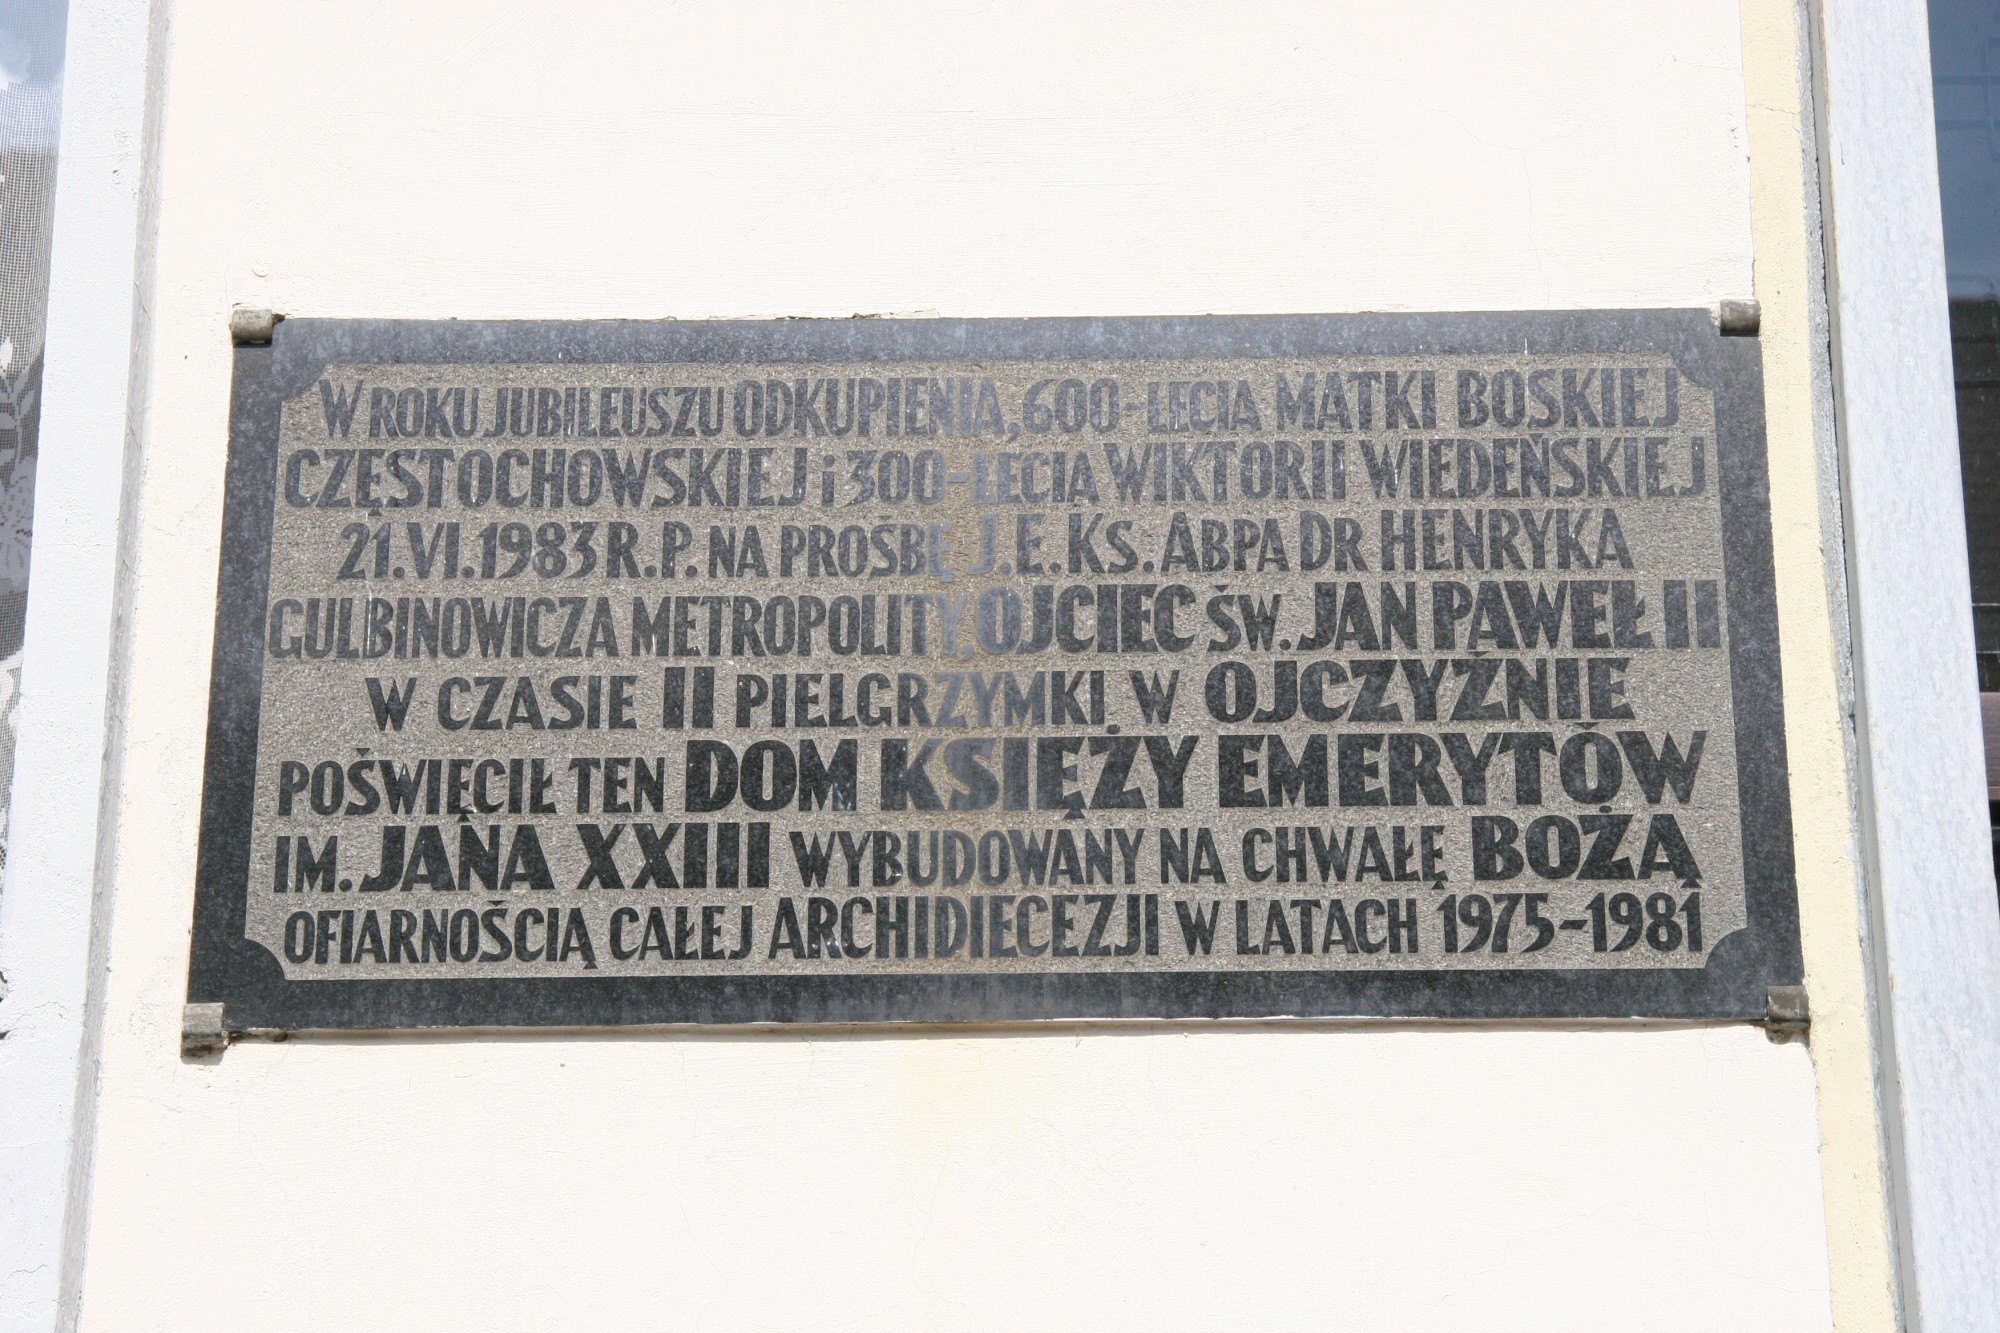 W ROKU JUBILEUSZU ODKUPIENIA, 600-LECIA MATKI BOSKIEJ
CZĘSTOCHOWSKIEJ i 300-LECIA WIKTORII WIEDEŃSKIEJ
21.VI.1983 R.P. NA PROŚBĘ J.E. KS. ABPA DR HENRYKA
GULBINOWICZA METROPOLITY, OJCIEC ŚW. JAN PAWEŁ II
W CZASIE II PIELGRZYMKI W OJCZYŹNIE
POŚWIĘCIŁ TEN DOM KSIĘŻY EMERYTÓW
IM. JANA XXIII WYBUDOWANY NA CHWAŁĘ BOŻĄ
OFIARNOŚCIĄ CAŁEJ ARCHIDIECEZJI W LATACH 1975-1981